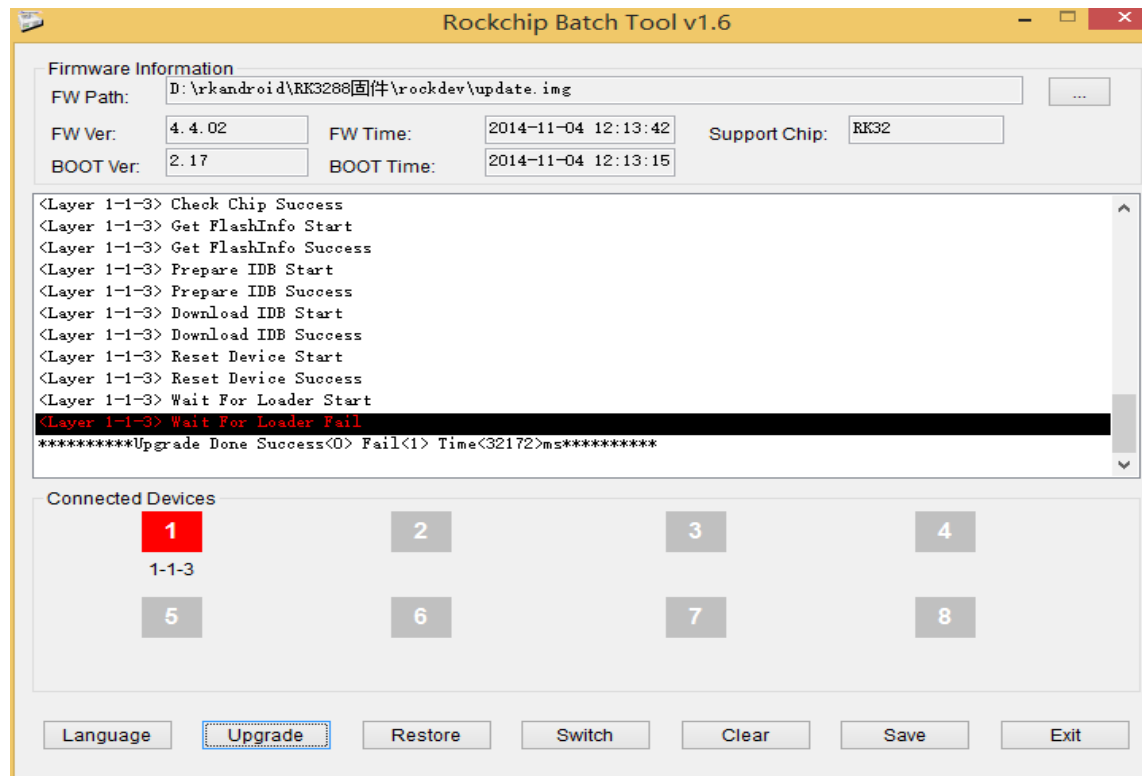 Rockchip Batch Tool v1.6
Firmware Information
FW Path: D:\rkandroid\RK3288固件\rockdev\update.img ...
FW Ver: 4.4.02 FW Time: 2014-11-04 12:13:42 Support Chip: RK32
BOOT Ver: 2.17 BOOT Time: 2014-11-04 12:13:15
<Layer 1-1-3> Check Chip Success
<Layer 1-1-3> Get FlashInfo Start
<Layer 1-1-3> Get FlashInfo Success
<Layer 1-1-3> Prepare IDB Start
<Layer 1-1-3> Prepare IDB Success
<Layer 1-1-3> Download IDB Start
<Layer 1-1-3> Download IDB Success
<Layer 1-1-3> Reset Device Start
<Layer 1-1-3> Reset Device Success
<Layer 1-1-3> Wait For Loader Start
<Layer 1-1-3> Wait For Loader Fail
**********Upgrade Done Success<0> Fail<1> Time<32172>ms**********
Connected Devices
1 2 3 4
1-1-3
5 6 7 8
Language Upgrade Restore Switch Clear Save Exit